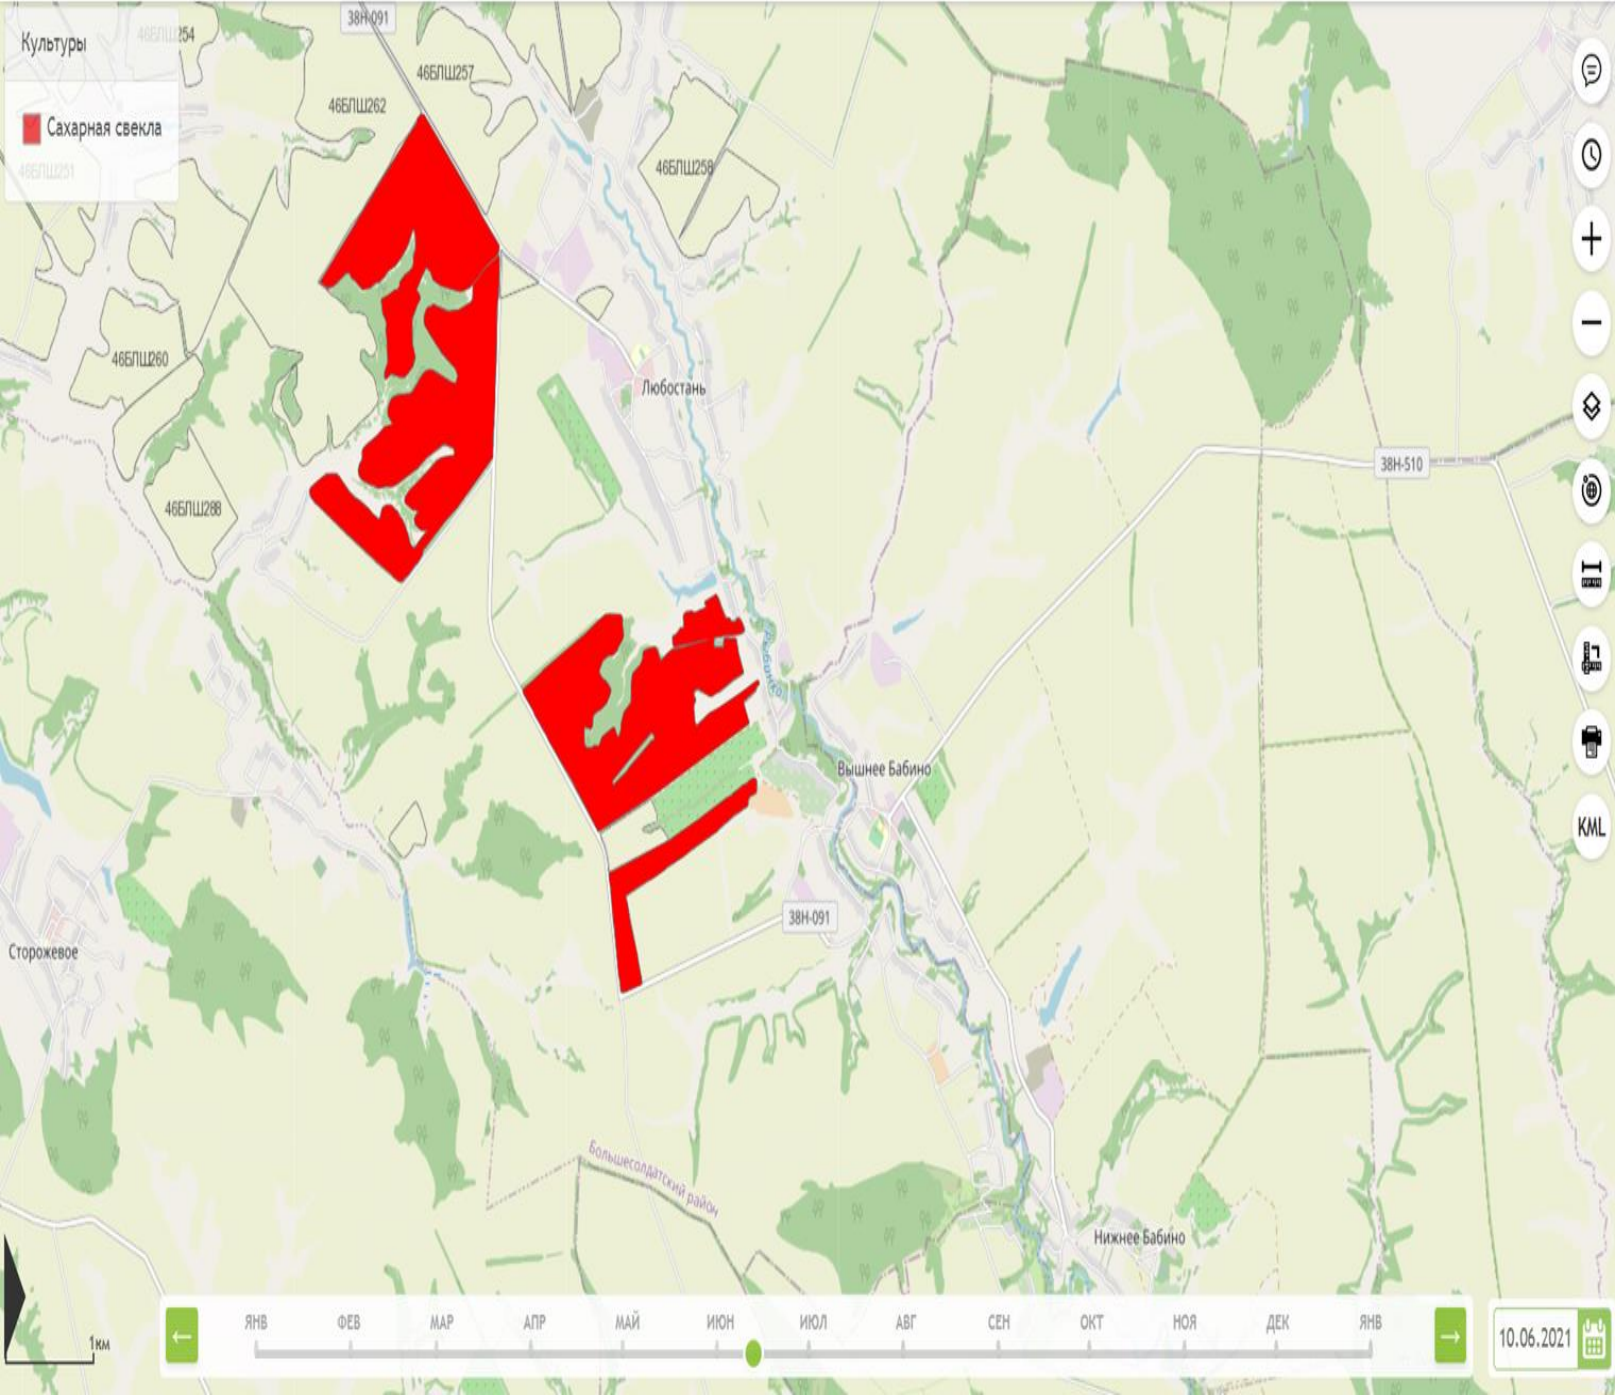 38Н-091
Культуры
46БЛШ254
46БЛШ257
46БЛШ262
Сахарная свекла
46БЛШ251
46БЛШ258
46БЛШ260
Любостань
38Н-510
46БЛШ288
Вышнее Бабино
KML
38Н-091
Сторожевое
Большесолдатский район
Нижнее Бабино
1км
←
ЯНВ ФЕВ МАР АПР МАЙ ИЮН ИЮЛ АВГ СЕН ОКТ НОЯ ДЕК ЯНВ
→
10.06.2021